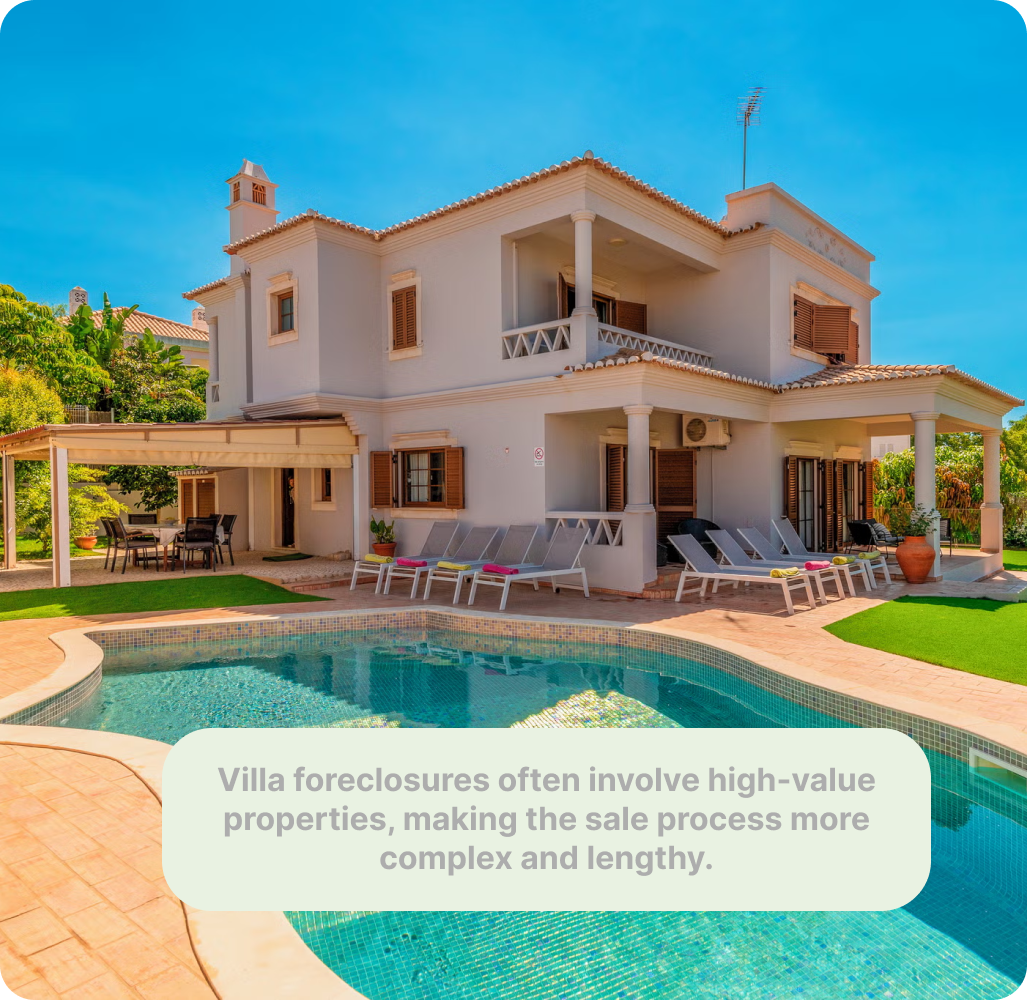 Villa foreclosures often involve high-value
properties, making the sale process more
complex and lengthy.